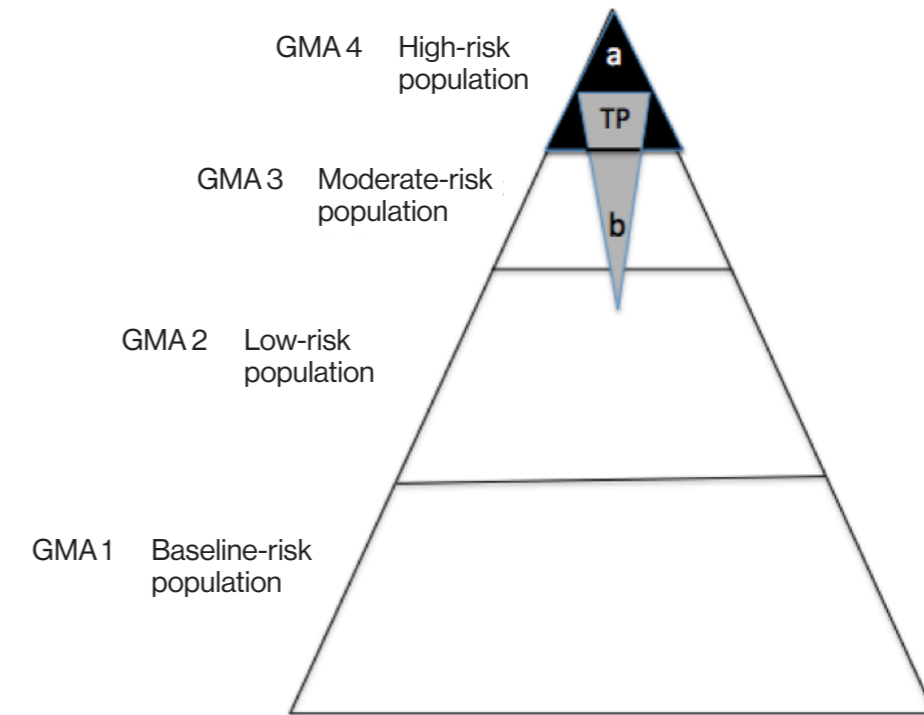 GMA 4 High-risk
population
a
TP
GMA 3 Moderate-risk
population
b
GMA 2 Low-risk
population
GMA 1 Baseline-risk
population